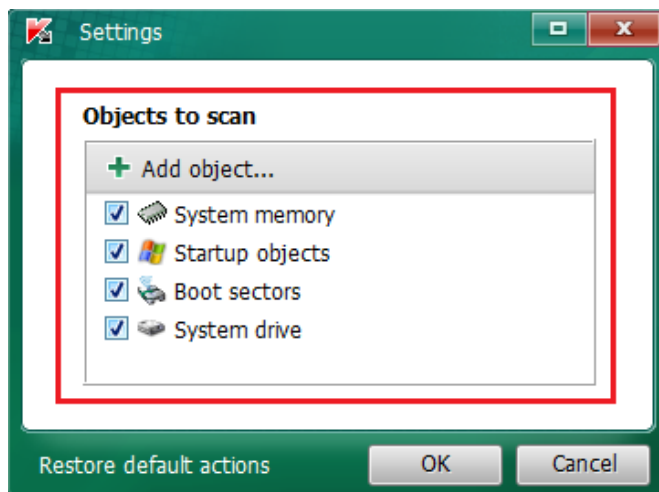 Settings
Objects to scan
Add object...
System memory
Startup objects
Boot sectors
System drive
Restore default actions
OK
Cancel